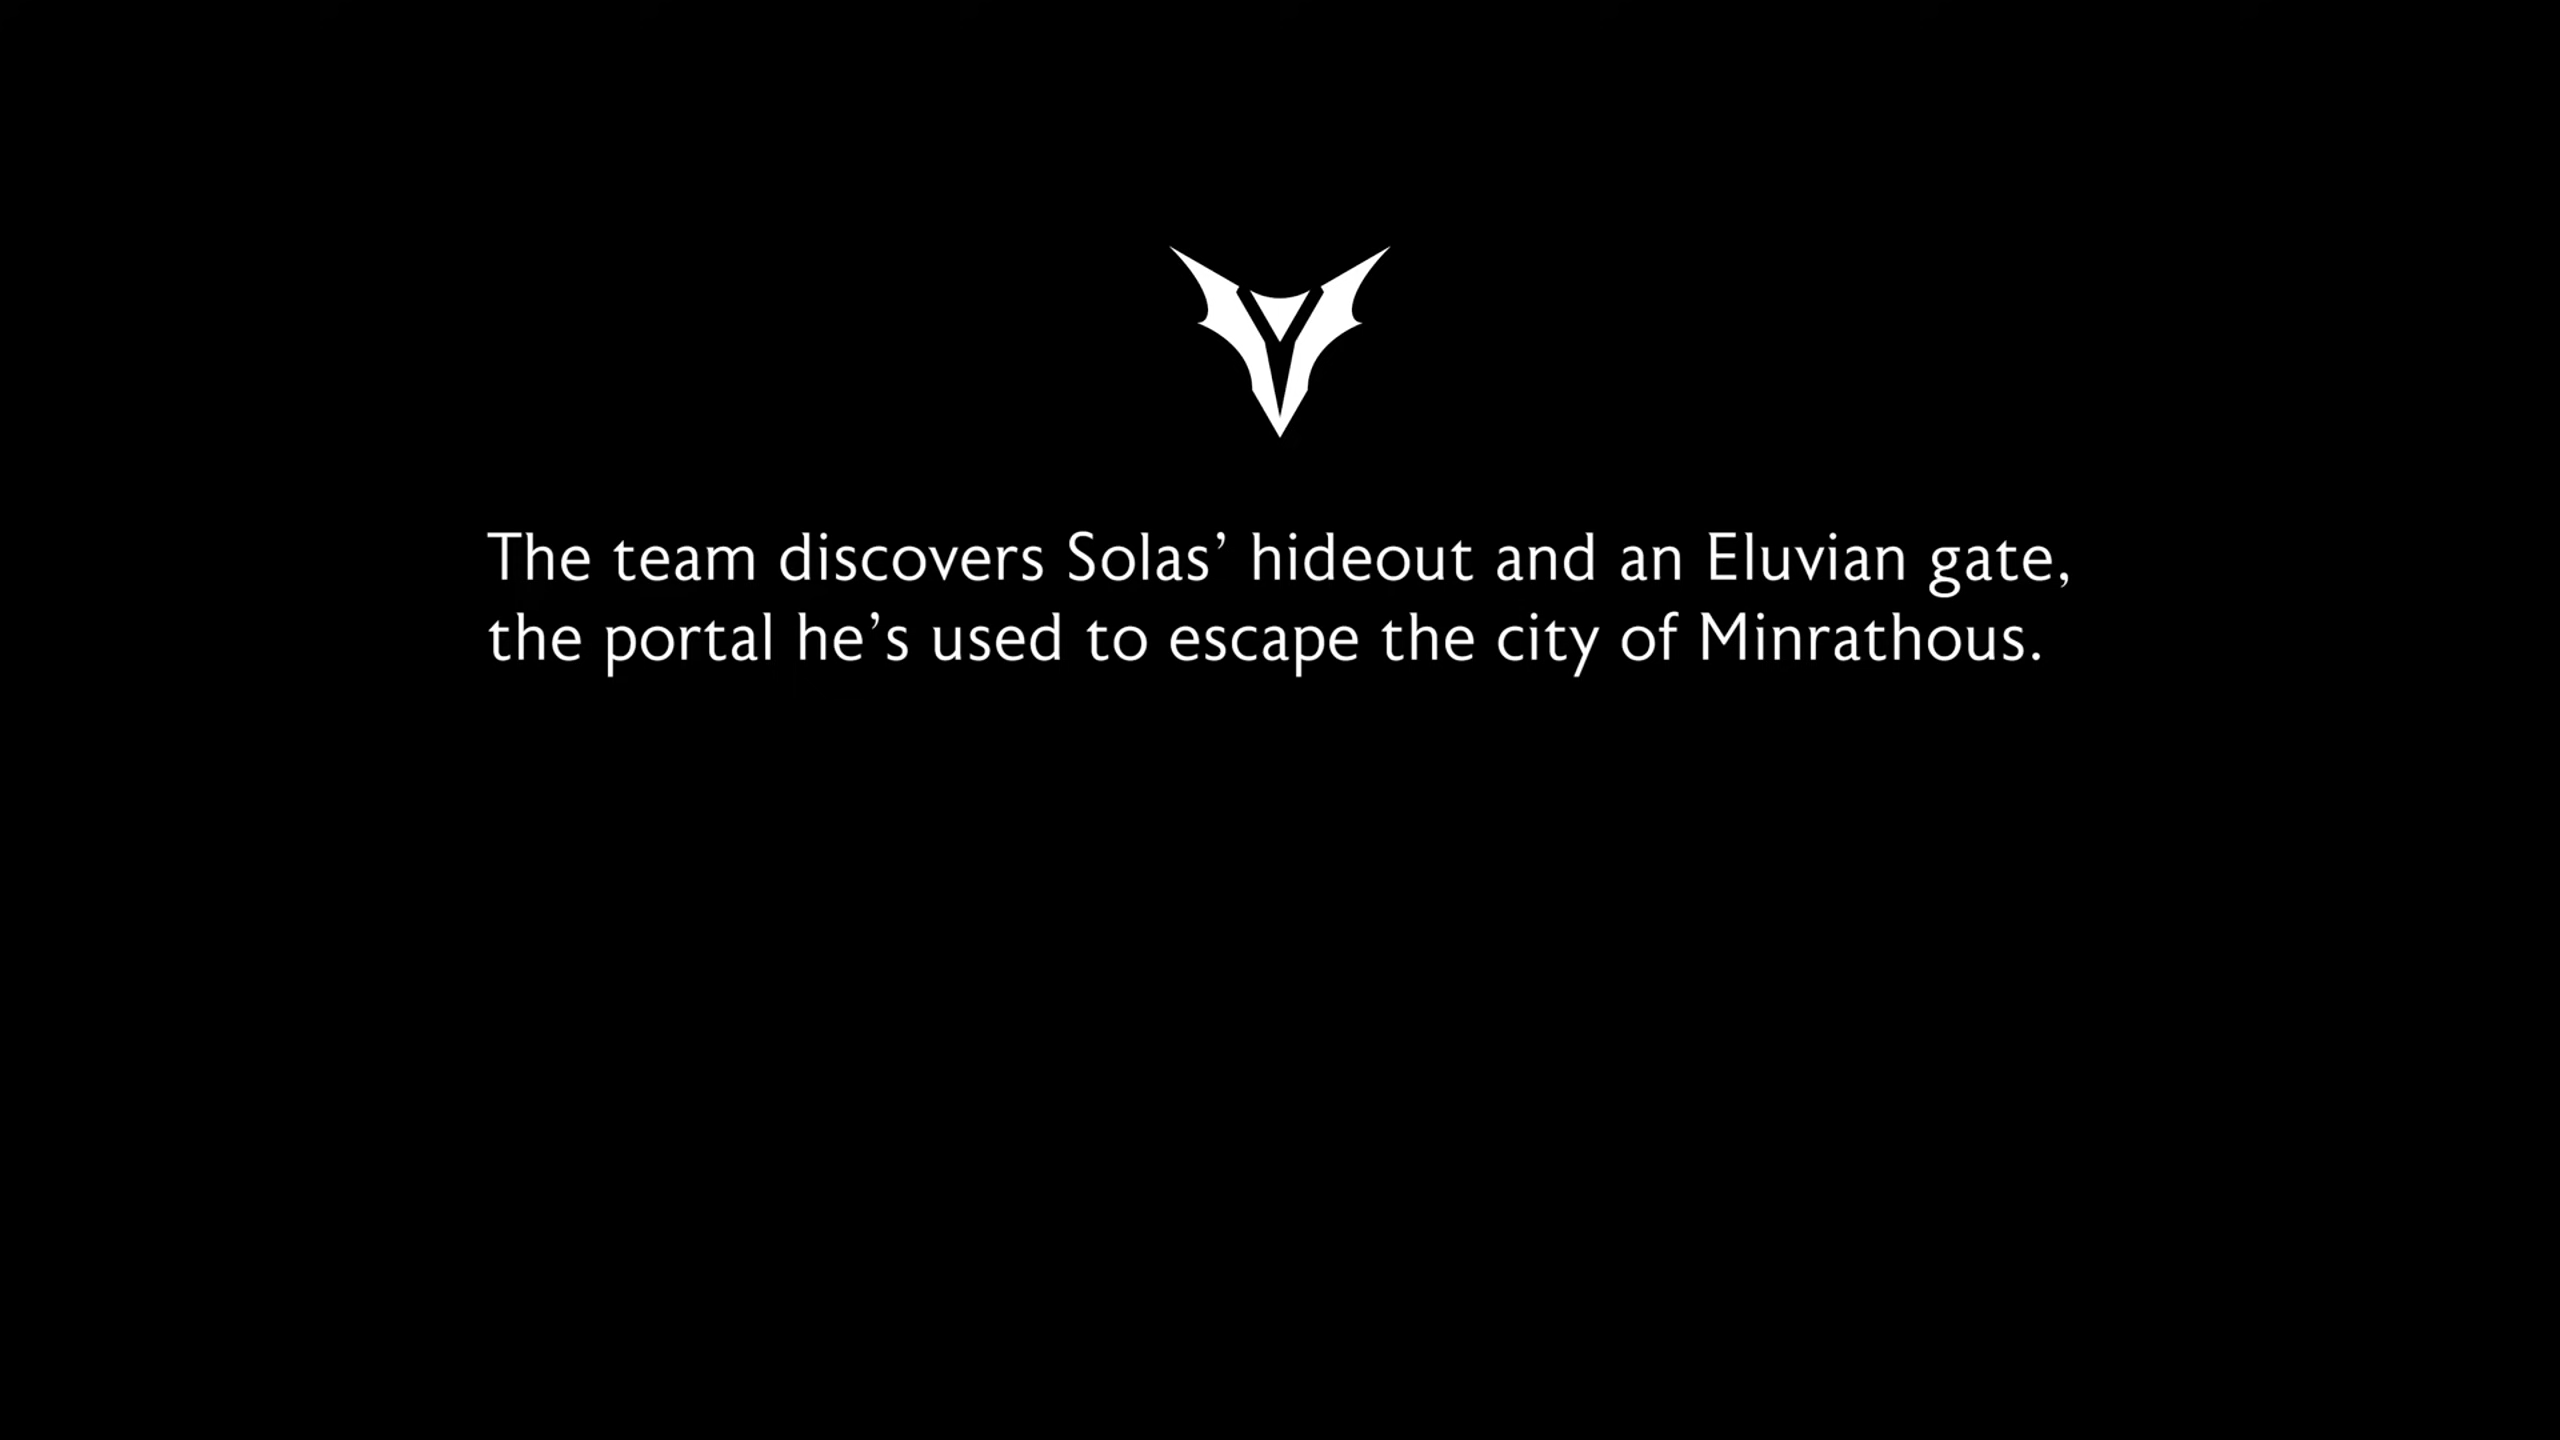 The team discovers Solas’ hideout and an Eluvian gate,
the portal he’s used to escape the city of Minrathous.